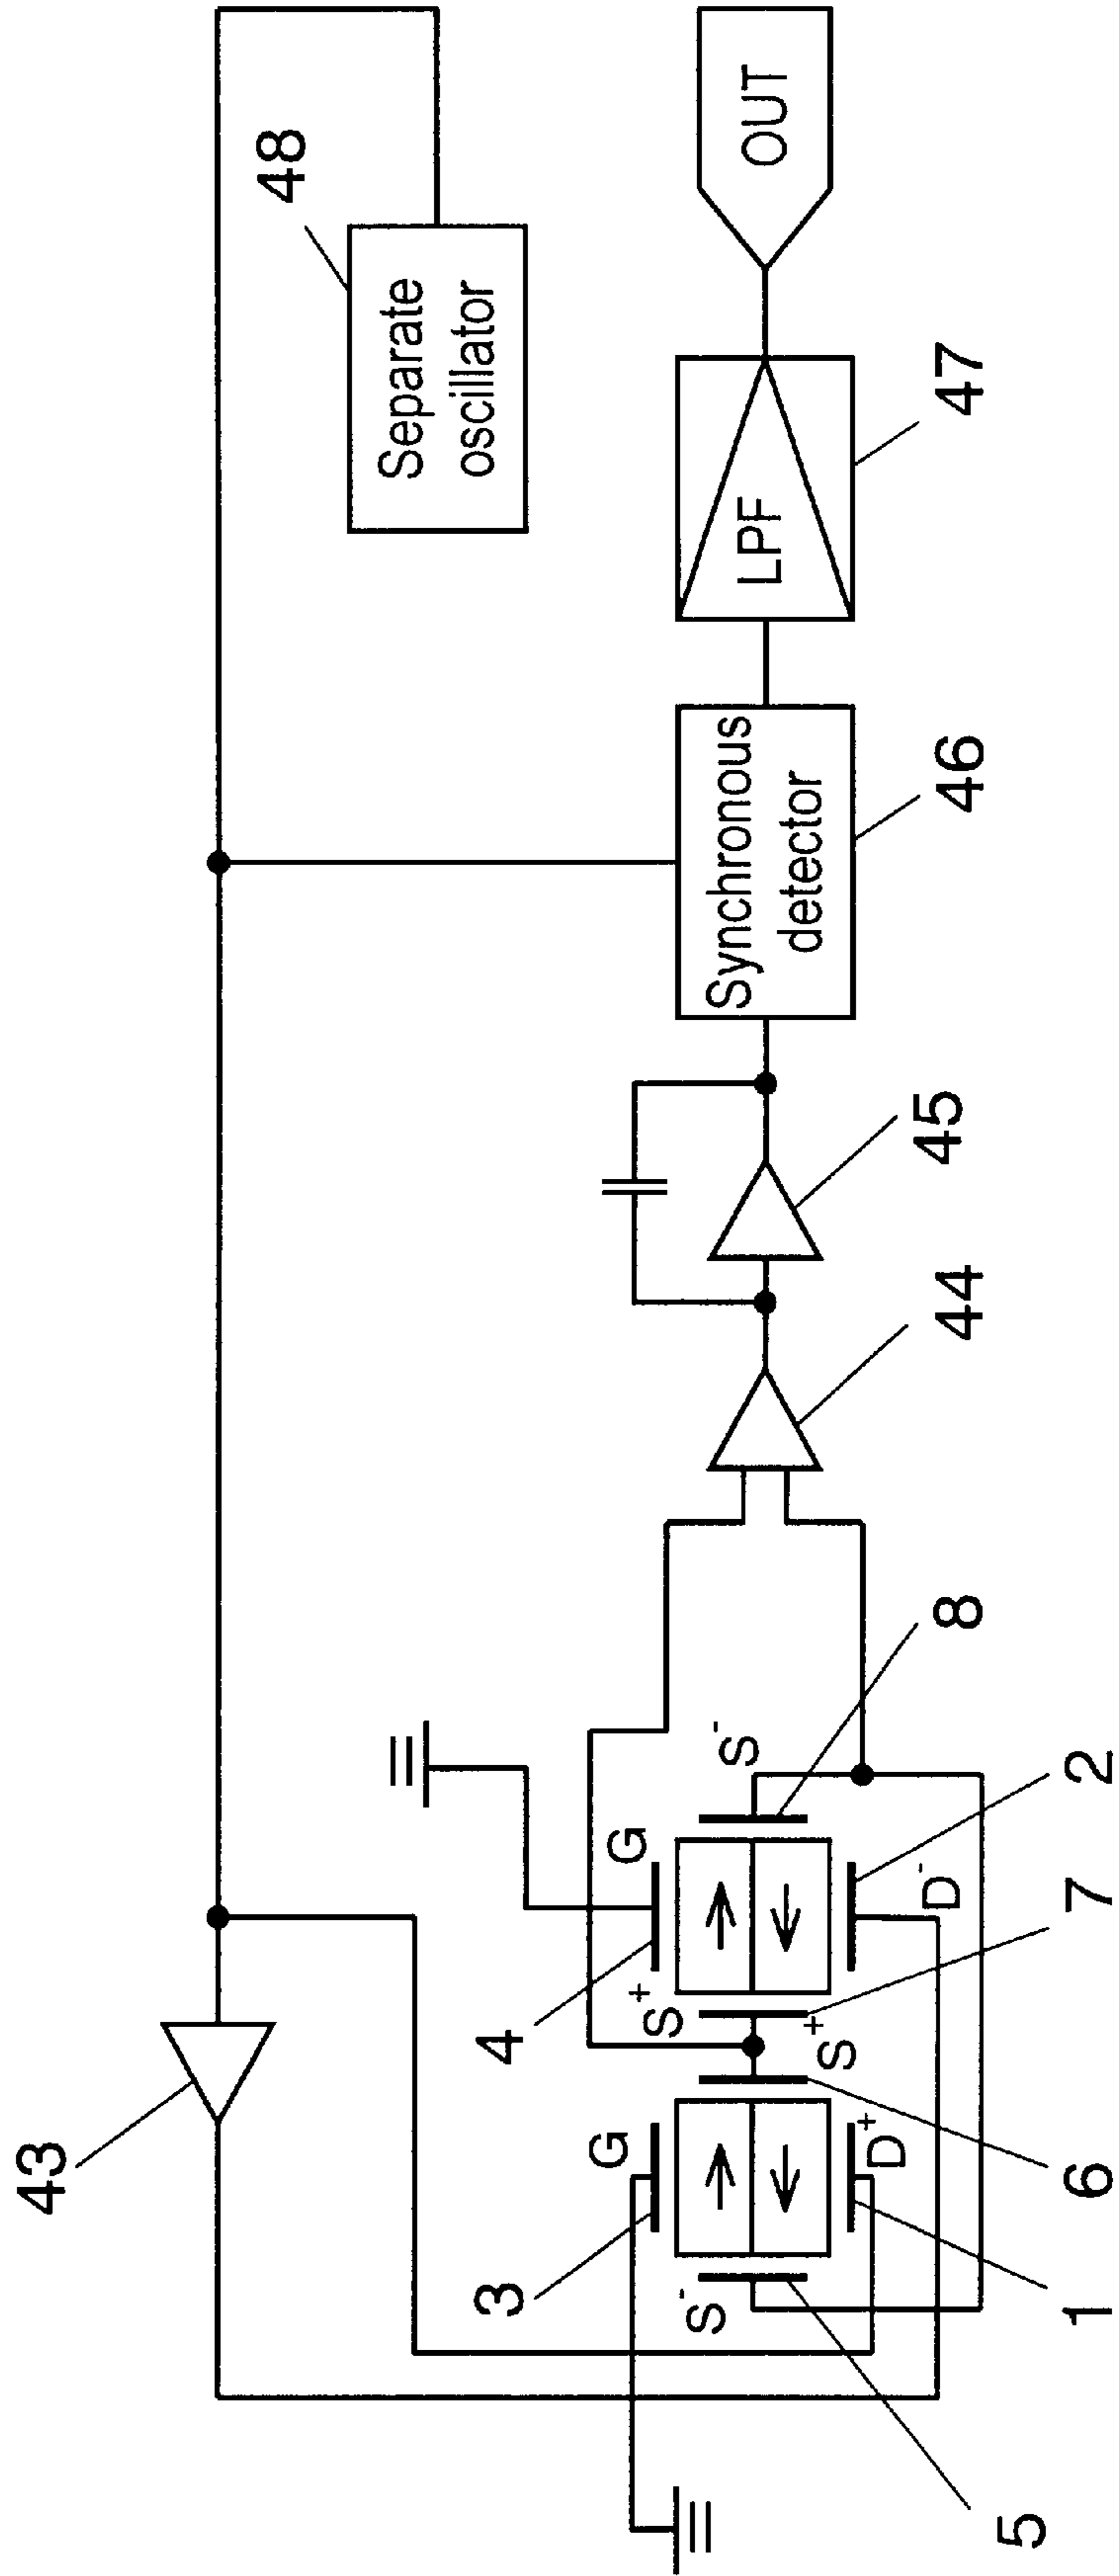 43
48
Separate
oscillator
3
G
4
S+
G
S-
S-
S+
D+
D-
5
1
6
7
2
8
44
45
Synchronous
detector
46
LPF
47
OUT